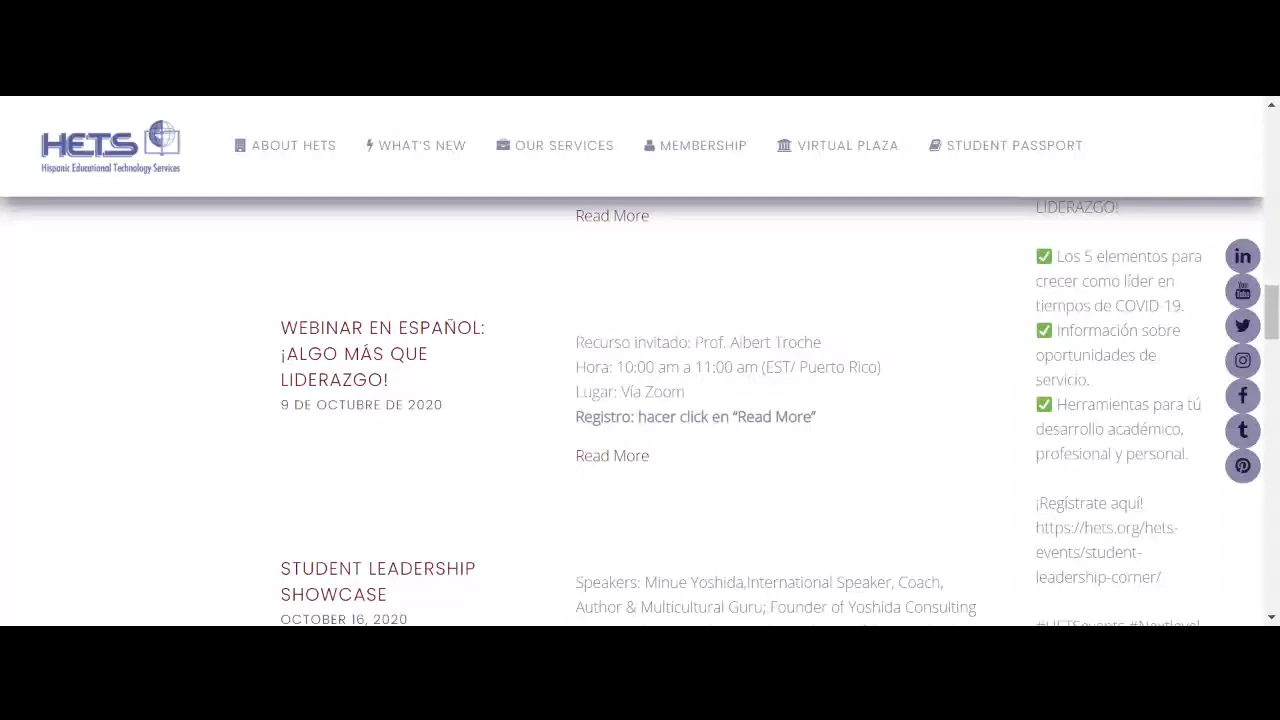 HETS
Hispanic Educational Technology Services
ABOUT HETS
WHAT'S NEW
OUR SERVICES
MEMBERSHIP
VIRTUAL PLAZA
STUDENT PASSPORT
Read More
WEBINAR EN ESPAÑOL:
¡ALGO MÁS QUE
LIDERAZGO!
9 DE OCTUBRE DE 2020
Recurso invitado: Prof. Albert Troche
Hora: 10:00 am a 11:00 am (EST/ Puerto Rico)
Lugar: Vía Zoom
Registro: hacer click en “Read More”
Read More
STUDENT LEADERSHIP
SHOWCASE
OCTOBER 16, 2020
Speakers: Minue Yoshida,International Speaker, Coach,
Author & Multicultural Guru; Founder of Yoshida Consulting
LIDERAZGO!
✅ Los 5 elementos para
crecer como líder en
tiempos de COVID 19.
✅ Información sobre
oportunidades de
servicio.
✅ Herramientas para tú
desarrollo académico,
profesional y personal.
¡Regístrate aquí!
https://hets.org/hets-
events/student-
leadership-corner/
#HETSevents #Nextlevel